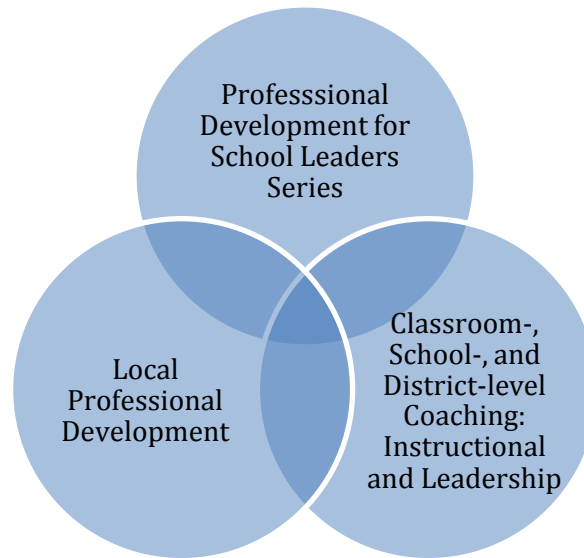 Professsional
Development for
School Leaders
Series
Local
Professional
Development
Classroom-,
School-, and
District-level
Coaching:
Instructional
and Leadership